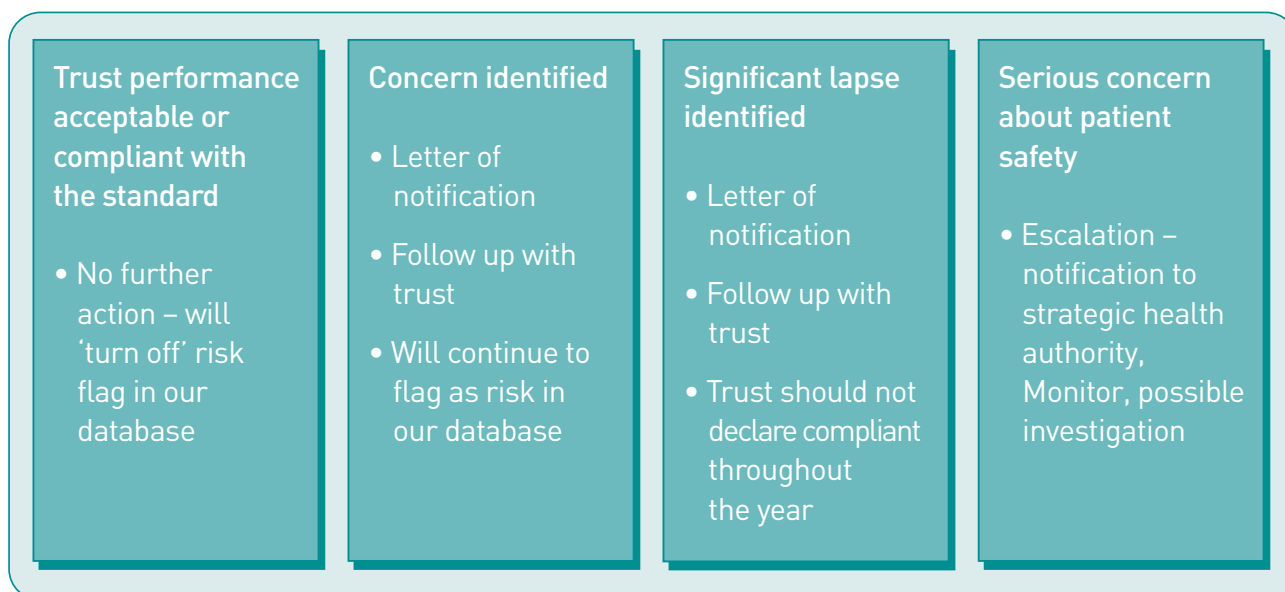 Trust performance
acceptable or
compliant with
the standard
• No further
action – will
‘turn off’ risk
flag in our
database
Concern identified
• Letter of
notification
• Follow up with
trust
• Will continue to
flag as risk in
our database
Significant lapse
identified
• Letter of
notification
• Follow up with
trust
• Trust should not
declare compliant
throughout
the year
Serious concern
about patient
safety
• Escalation –
notification to
strategic health
authority,
Monitor, possible
investigation